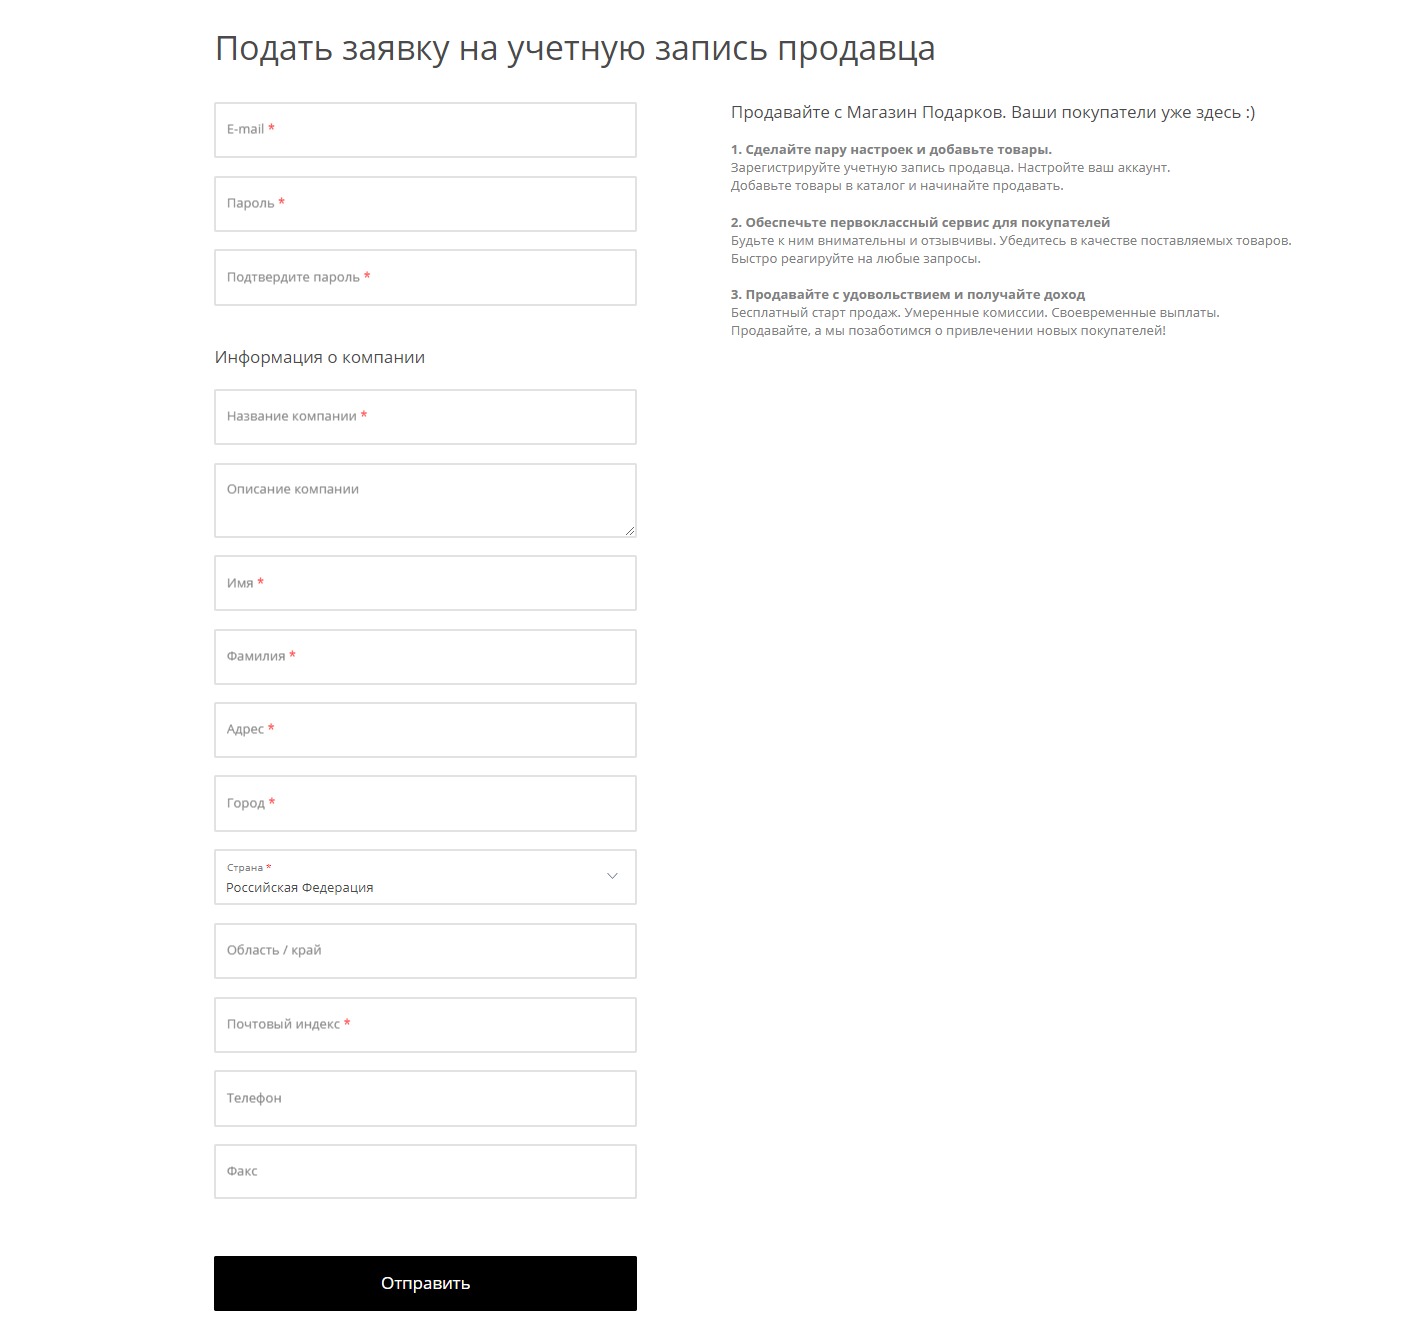 Подать заявку на учетную запись продавца
E-mail *
Пароль *
Подтвердите пароль *
Информация о компании
Название компании *
Описание компании
Имя *
Фамилия *
Адрес *
Город *
Страна *
Российская Федерация
Область / край
Почтовый индекс *
Телефон
Факс
Отправить
Продавайте с Магазин Подарков. Ваши покупатели уже здесь :)
1. Сделайте пару настроек и добавьте товары.
Зарегистрируйте учетную запись продавца. Настройте ваш аккаунт.
Добавьте товары в каталог и начинайте продавать.
2. Обеспечьте первоклассный сервис для покупателей
Будьте к ним внимательны и отзывчивы. Убедитесь в качестве поставляемых товаров.
Быстро реагируйте на любые запросы.
3. Продавайте с удовольствием и получайте доход
Бесплатный старт продаж. Умеренные комиссии. Своевременные выплаты.
Продавайте, а мы позаботимся о привлечении новых покупателей!